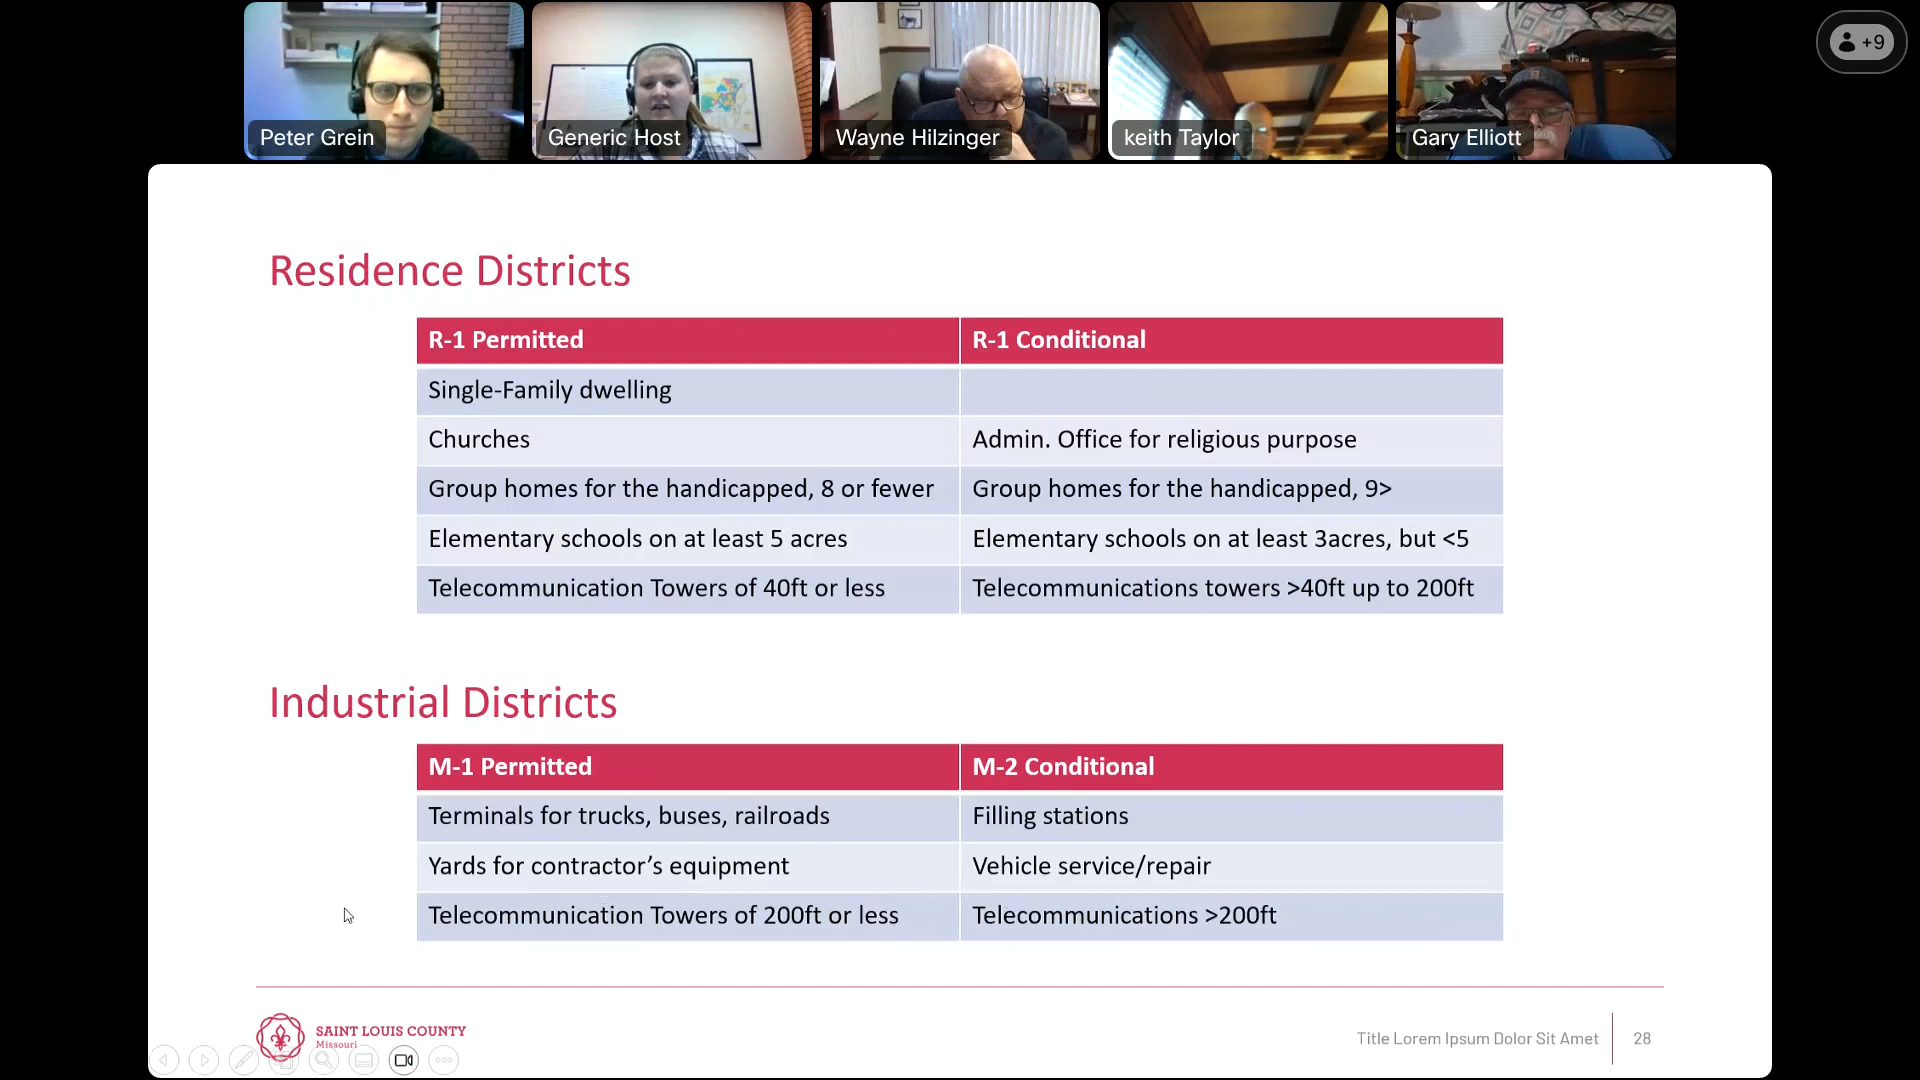 Peter Grein
Generic Host
Wayne Hilzinger
keith Taylor
Gary Elliott
+9
Residence Districts
R-1 Permitted
R-1 Conditional
Single-Family dwelling
Churches
Admin. Office for religious purpose
Group homes for the handicapped, 8 or fewer
Group homes for the handicapped, 9>
Elementary schools on at least 5 acres
Elementary schools on at least 3acres, but <5
Telecommunication Towers of 40ft or less
Telecommunications towers >40ft up to 200ft
Industrial Districts
M-1 Permitted
M-2 Conditional
Terminals for trucks, buses, railroads
Filling stations
Yards for contractor’s equipment
Vehicle service/repair
Telecommunication Towers of 200ft or less
Telecommunications >200ft
SAINT LOUIS COUNTY
Missouri
Title Lorem Ipsum Dolor Sit Amet
28